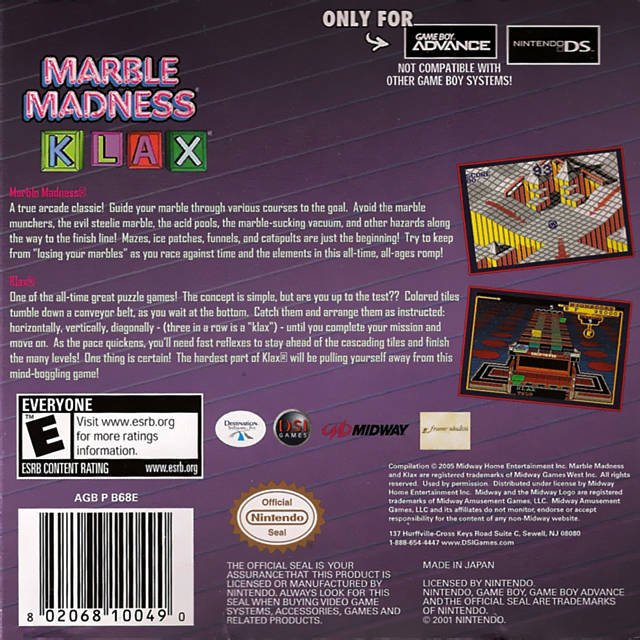 ONLY FOR
GAME BOY ADVANCE
NINTENDO DS
NOT COMPATIBLE WITH
OTHER GAME BOY SYSTEMS!
MARBLE
MADNESS
KLAX
Marble Madness®
A true arcade classic! Guide your marble through various courses to the goal. Avoid the marble
munchers, the evil steelie marble, the acid pools, the marble-sucking vacuum, and other hazards along
the way to the finish line! Mazes, ice patches, funnels, and catapults are just the beginning! Try to keep
from "losing your marbles" as you race against time and the elements in this all-time, all-ages romp!
Klax®
One of the all-time great puzzle games! The concept is simple, but are you up to the test?? Colored tiles
tumble down a conveyor belt, as you wait at the bottom. Catch them and arrange them as instructed:
horizontally, vertically, diagonally - (three in a row is a "klax") - until you complete your mission and
move on. As the pace quickens, you'll need fast reflexes to stay ahead of the cascading tiles and finish
the many levels! One thing is certain! The hardest part of Klax® will be pulling yourself away from this
mind-boggling game!
SCORE
EVERYONE
E™
Visit www.esrb.org
for more ratings
information.
ESRB CONTENT RATING www.esrb.org
Destination
Software, Inc
DSI
GAMES
MIDWAY
frame studios
AGB P B68E
8 02068 10049 0
Official
Nintendo
Seal
Compilation © 2005 Midway Home Entertainment Inc. Marble Madness
and Klax are registered trademarks of Midway Games West Inc. All rights
reserved. Used by permission. Distributed under license by Midway
Home Entertainment Inc. Midway and the Midway Logo are registered
trademarks of Midway Amusement Games, LLC. Midway Amusement
Games, LLC and its affiliates do not monitor, endorse or accept
responsibility for the content of any non-Midway website.
137 Hurffville-Cross Keys Road Suite C, Sewell, NJ 08080
1-888-654-4447 www.DSIGames.com
THE OFFICIAL SEAL IS YOUR
ASSURANCE THAT THIS PRODUCT IS
LICENSED OR MANUFACTURED BY
NINTENDO. ALWAYS LOOK FOR THIS
SEAL WHEN BUYING VIDEO GAME
SYSTEMS, ACCESSORIES, GAMES AND
RELATED PRODUCTS.
MADE IN JAPAN
LICENSED BY NINTENDO.
NINTENDO, GAME BOY, GAME BOY ADVANCE
AND THE OFFICIAL SEAL ARE TRADEMARKS
OF NINTENDO.
© 2001 NINTENDO.